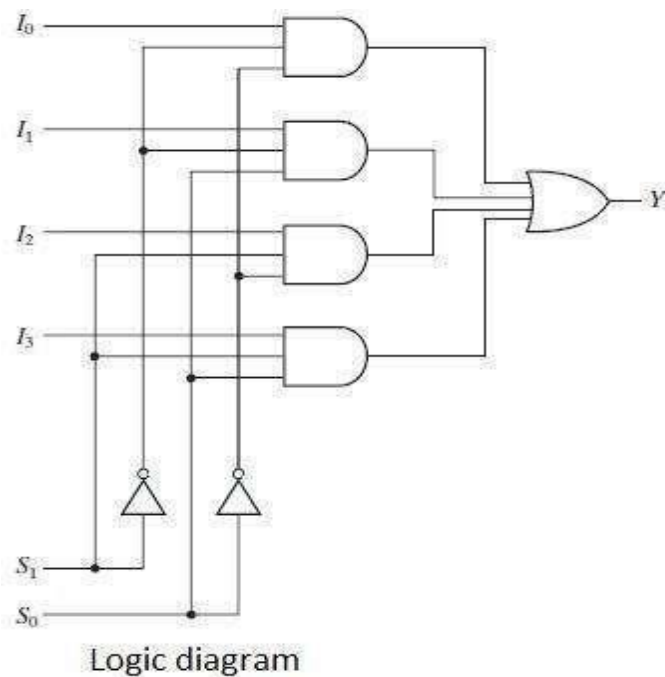 I₀
I₁
Y
I₂
I₃
S₁
S₀
Logic diagram